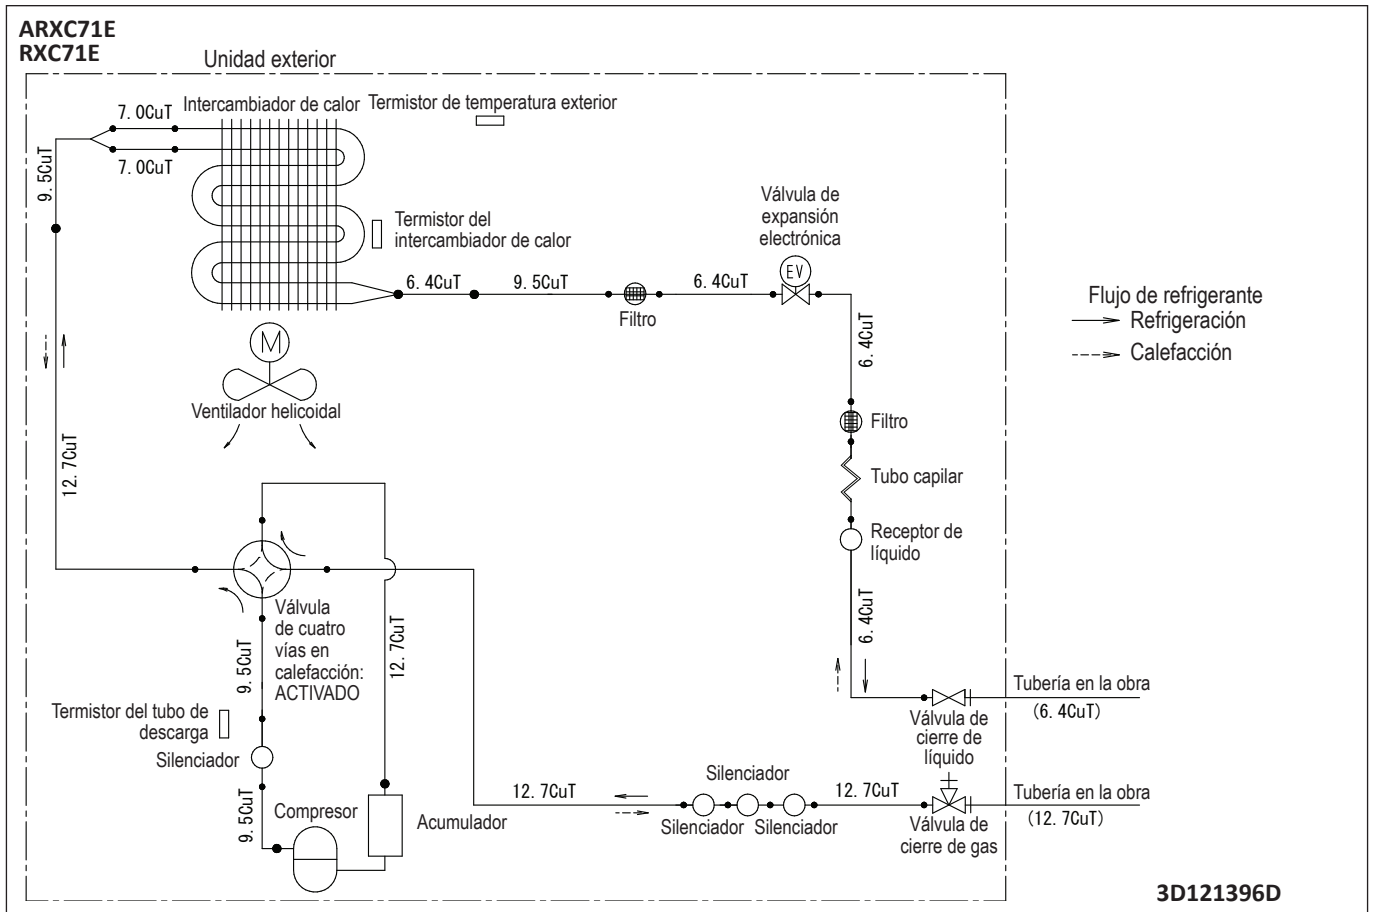 ARXC71E
RXC71E
Unidad exterior
7.0CuT
Intercambiador de calor
Termistor de temperatura exterior
7.0CuT
9.5CuT
Termistor del
intercambiador de calor
Válvula de
expansión
electrónica
EV
6.4CuT
9.5CuT
6.4CuT
Filtro
6.4CuT
Flujo de refrigerante
Refrigeración
Calefacción
M
Ventilador helicoidal
12.7CuT
Filtro
Tubo capilar
Receptor de
líquido
6.4CuT
Válvula
de cuatro
vías en
calefacción:
ACTIVADO
9.5CuT
12.7CuT
Termistor del tubo de
descarga
Silenciador
9.5CuT
Compresor
Acumulador
Tubería en la obra
(6.4CuT)
Válvula de
cierre de
líquido
12.7CuT
Silenciador
Silenciador
Silenciador
12.7CuT
Tubería en la obra
(12.7CuT)
Válvula de
cierre de gas
3D121396D